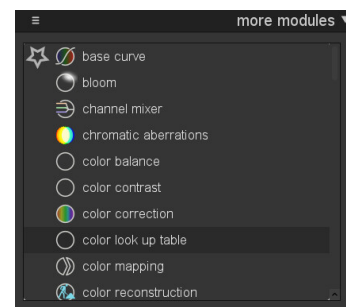 more modules
base curve
bloom
channel mixer
chromatic aberrations
color balance
color contrast
color correction
color look up table
color mapping
color reconstruction